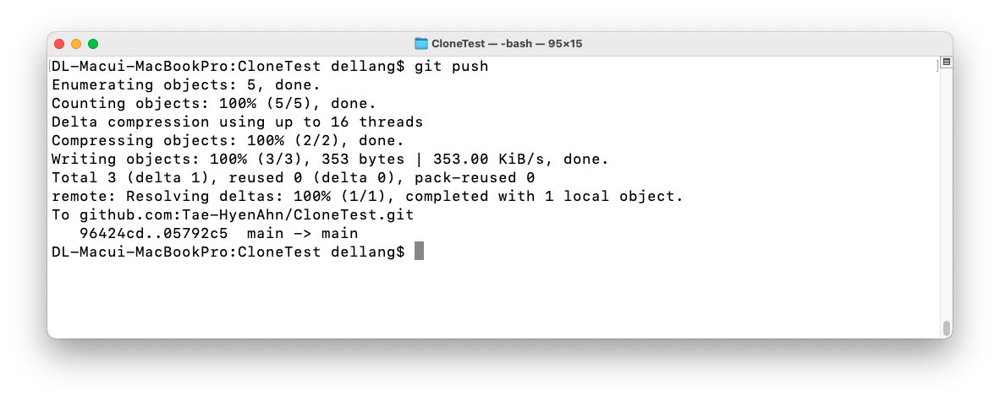 CloneTest — -bash — 95×15
DL-Macui-MacBookPro:CloneTest dellang$ git push
Enumerating objects: 5, done.
Counting objects: 100% (5/5), done.
Delta compression using up to 16 threads
Compressing objects: 100% (2/2), done.
Writing objects: 100% (3/3), 353 bytes | 353.00 KiB/s, done.
Total 3 (delta 1), reused 0 (delta 0), pack-reused 0
remote: Resolving deltas: 100% (1/1), completed with 1 local object.
To github.com:Tae-HyenAhn/CloneTest.git
   96424cd..05792c5  main -> main
DL-Macui-MacBookPro:CloneTest dellang$